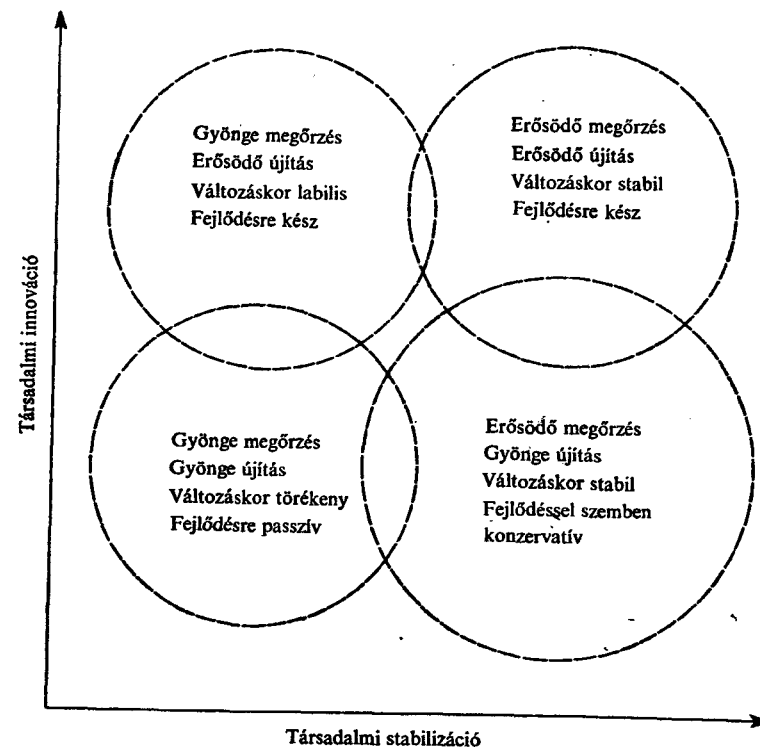 Gyönge megőrzés
Erősödő újítás
Változáskor labilis
Fejlődésre kész
Erősödő megőrzés
Erősödő újítás
Változáskor stabil
Fejlődésre kész
Társadalmi innováció
Gyönge megőrzés
Gyönge újítás
Változáskor törékeny
Fejlődésre passzív
Erősödő megőrzés
Gyönge újítás
Változáskor stabil
Fejlődéssel szemben
konzervatív
Társadalmi stabilizáció